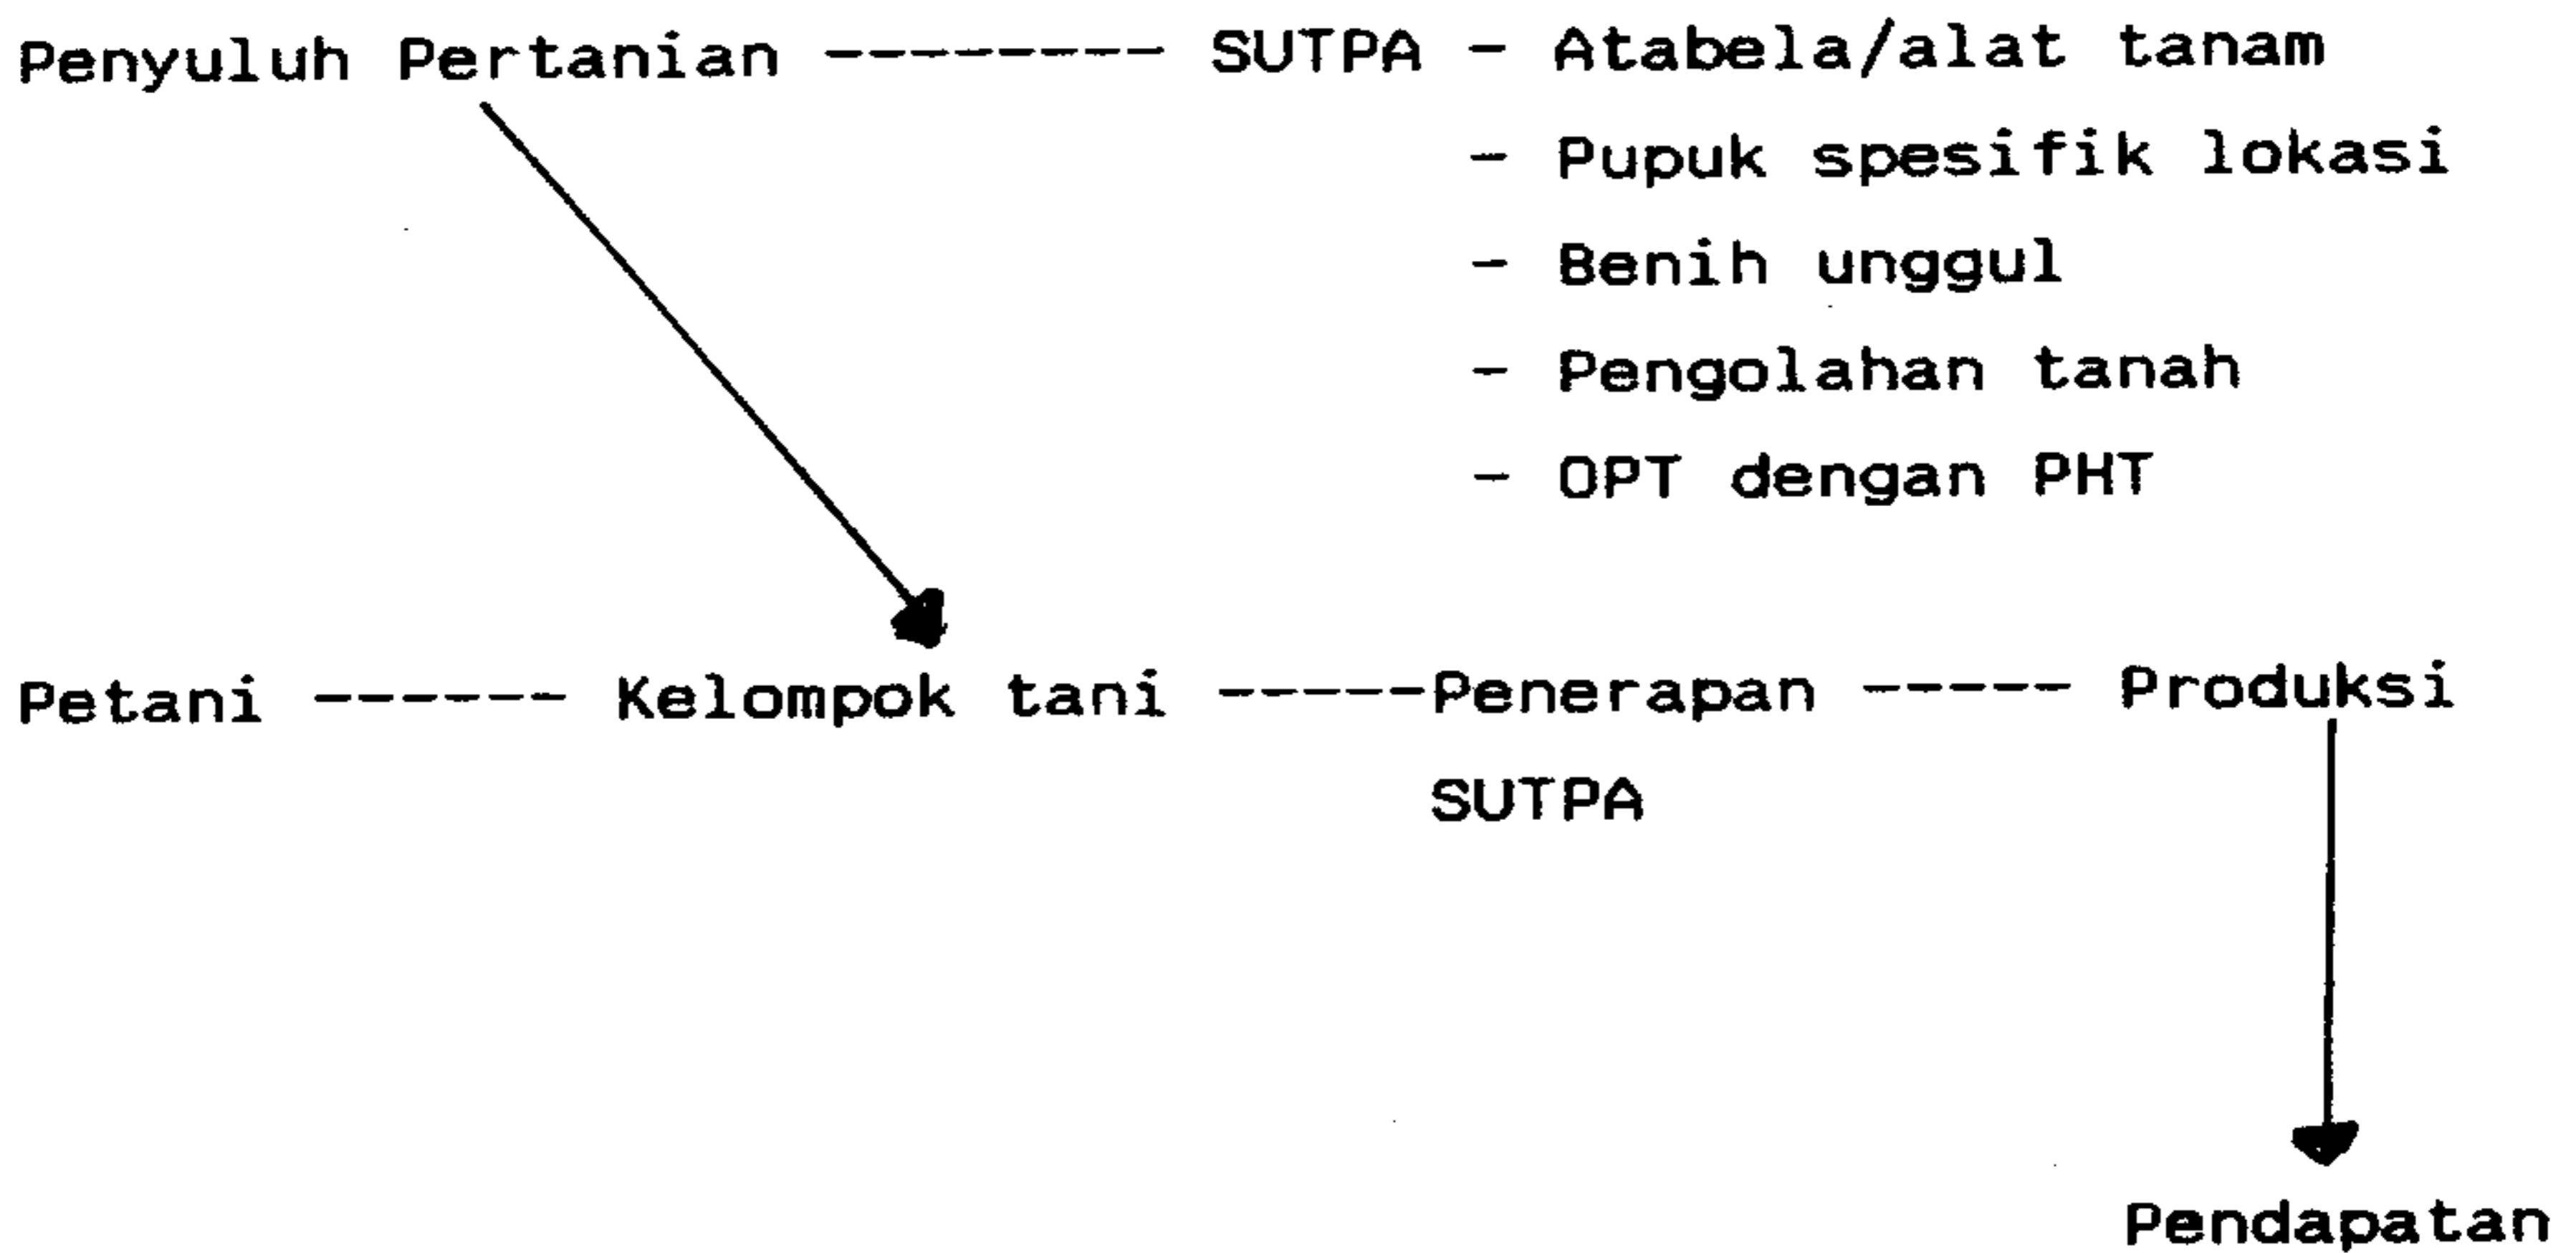 Penyuluh Pertanian -------- SUTPA - Atabela/alat tanam
- Pupuk spesifik lokasi
- Benih unggul
- Pengolahan tanah
- OPT dengan PHT
Petani ------ Kelompok tani -----Penerapan ----- Produksi
SUTPA
Pendapatan